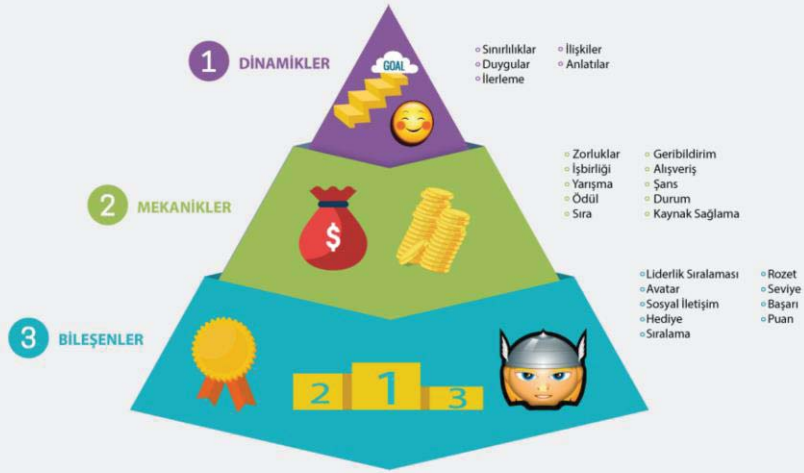 1 DİNAMİKLER
GOAL
Sınırlılıklar
Duygular
İlerleme
İlişkiler
Anlatılar
2 MEKANİKLER
$
Zorluklar
İşbirliği
Yarışma
Ödül
Sıra
Geribildirim
Alışveriş
Şans
Durum
Kaynak Sağlama
3 BİLEŞENLER
2 1 3
Liderlik Sıralaması
Avatar
Sosyal İletişim
Hediye
Sıralama
Rozet
Seviye
Başarı
Puan